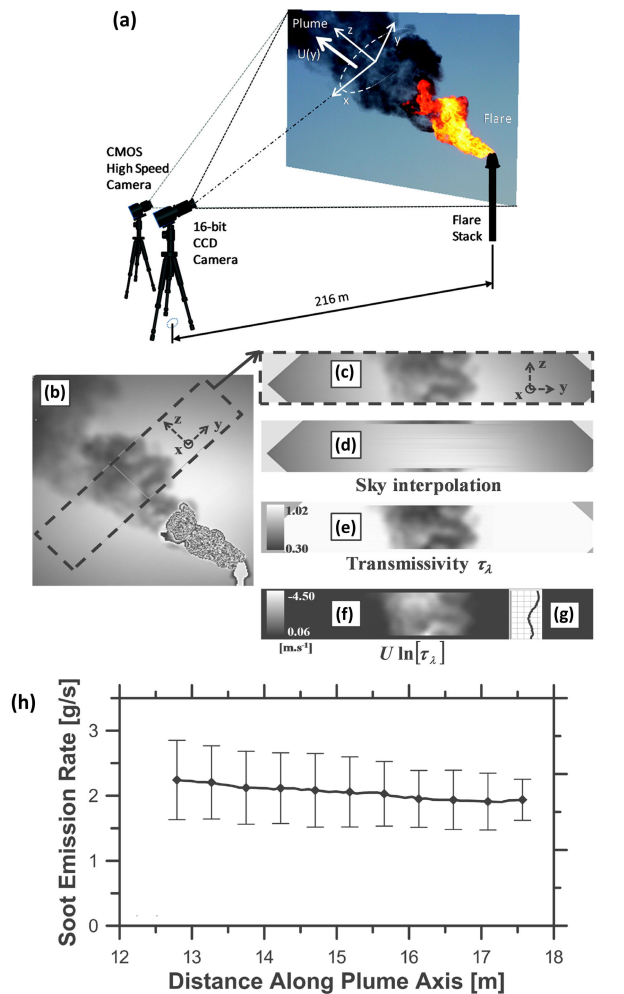 (a)
Plume
z
y
U(y)
x
Flare
CMOS
High Speed
Camera
16-bit
CCD
Camera
Flare
Stack
216 m
(b)
z
y
x
(c)
z
x
y
(d)
Sky interpolation
(e)
1.02
0.30
Transmissivity τλ
(f)
-4.50
0.06
[m.s-1]
(g)
U ln[τλ]
(h)
Soot Emission Rate [g/s]
3
2
1
0
12 13 14 15 16 17 18
Distance Along Plume Axis [m]